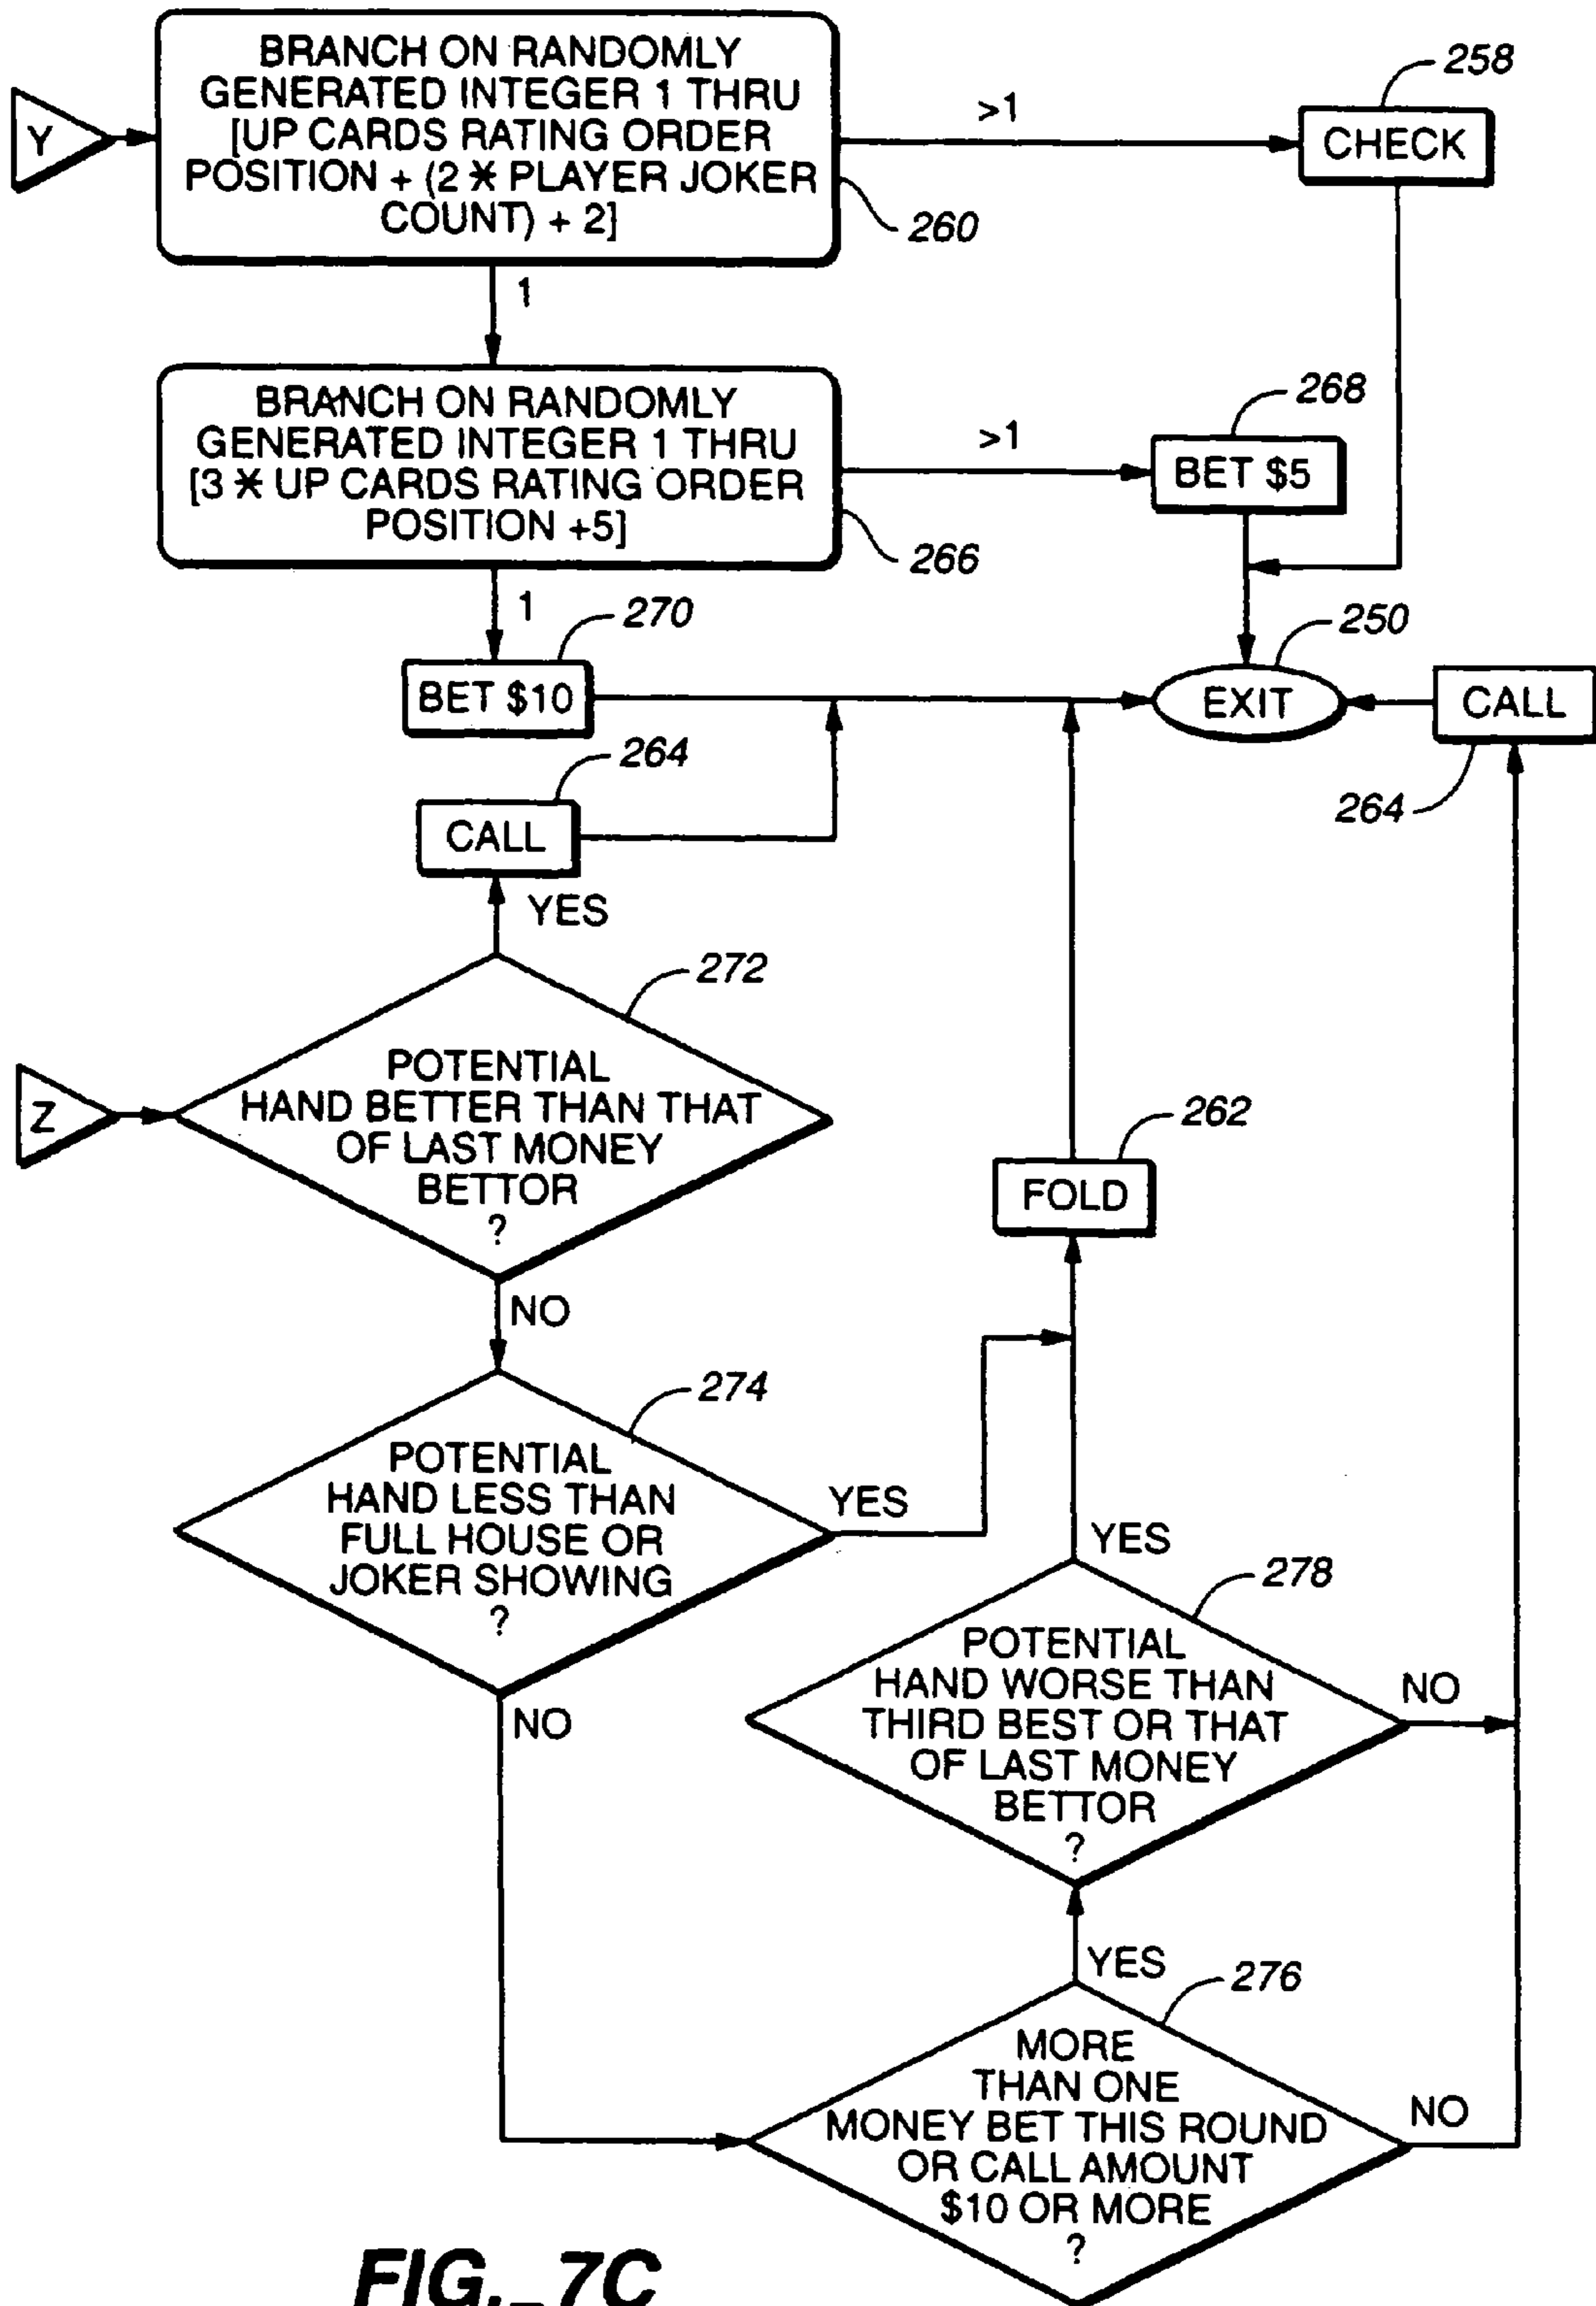 Y
BRANCH ON RANDOMLY
GENERATED INTEGER 1 THRU
[UP CARDS RATING ORDER
POSITION + (2 * PLAYER JOKER
COUNT) + 2]
260
>1
258
CHECK
1
BRANCH ON RANDOMLY
GENERATED INTEGER 1 THRU
[3 * UP CARDS RATING ORDER
POSITION +5]
266
>1
268
BET $5
1
270
BET $10
250
EXIT
CALL
264
264
CALL
YES
272
Z
POTENTIAL
HAND BETTER THAN THAT
OF LAST MONEY
BETTOR
?
262
FOLD
NO
274
POTENTIAL
HAND LESS THAN
FULL HOUSE OR
JOKER SHOWING
?
YES
NO
YES
278
POTENTIAL
HAND WORSE THAN
THIRD BEST OR THAT
OF LAST MONEY
BETTOR
?
NO
YES
276
MORE
THAN ONE
MONEY BET THIS ROUND
OR CALL AMOUNT
$10 OR MORE
?
NO
FIG._7C